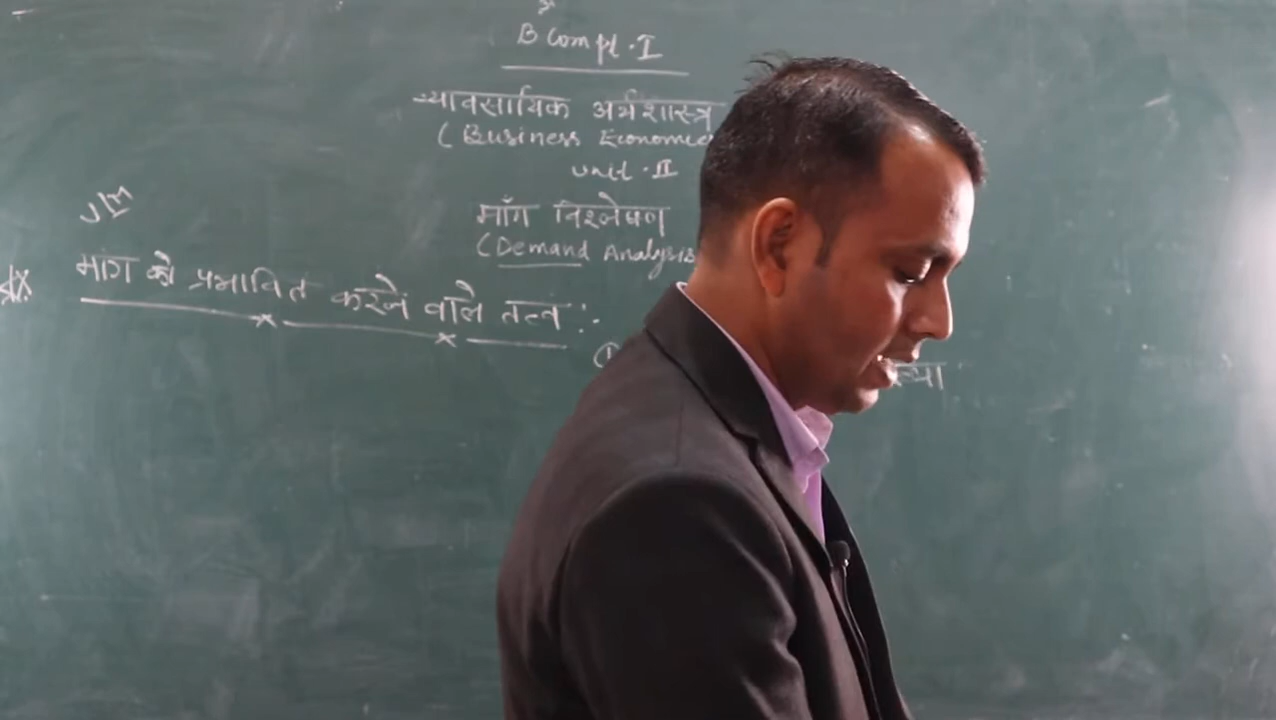 B Com pt. I
व्यावसायिक अर्थशास्त्र
(Business Economics
Unit - II
माँग विश्लेषण
(Demand Analysis
माग को प्रभावित करने वाले तत्व :-